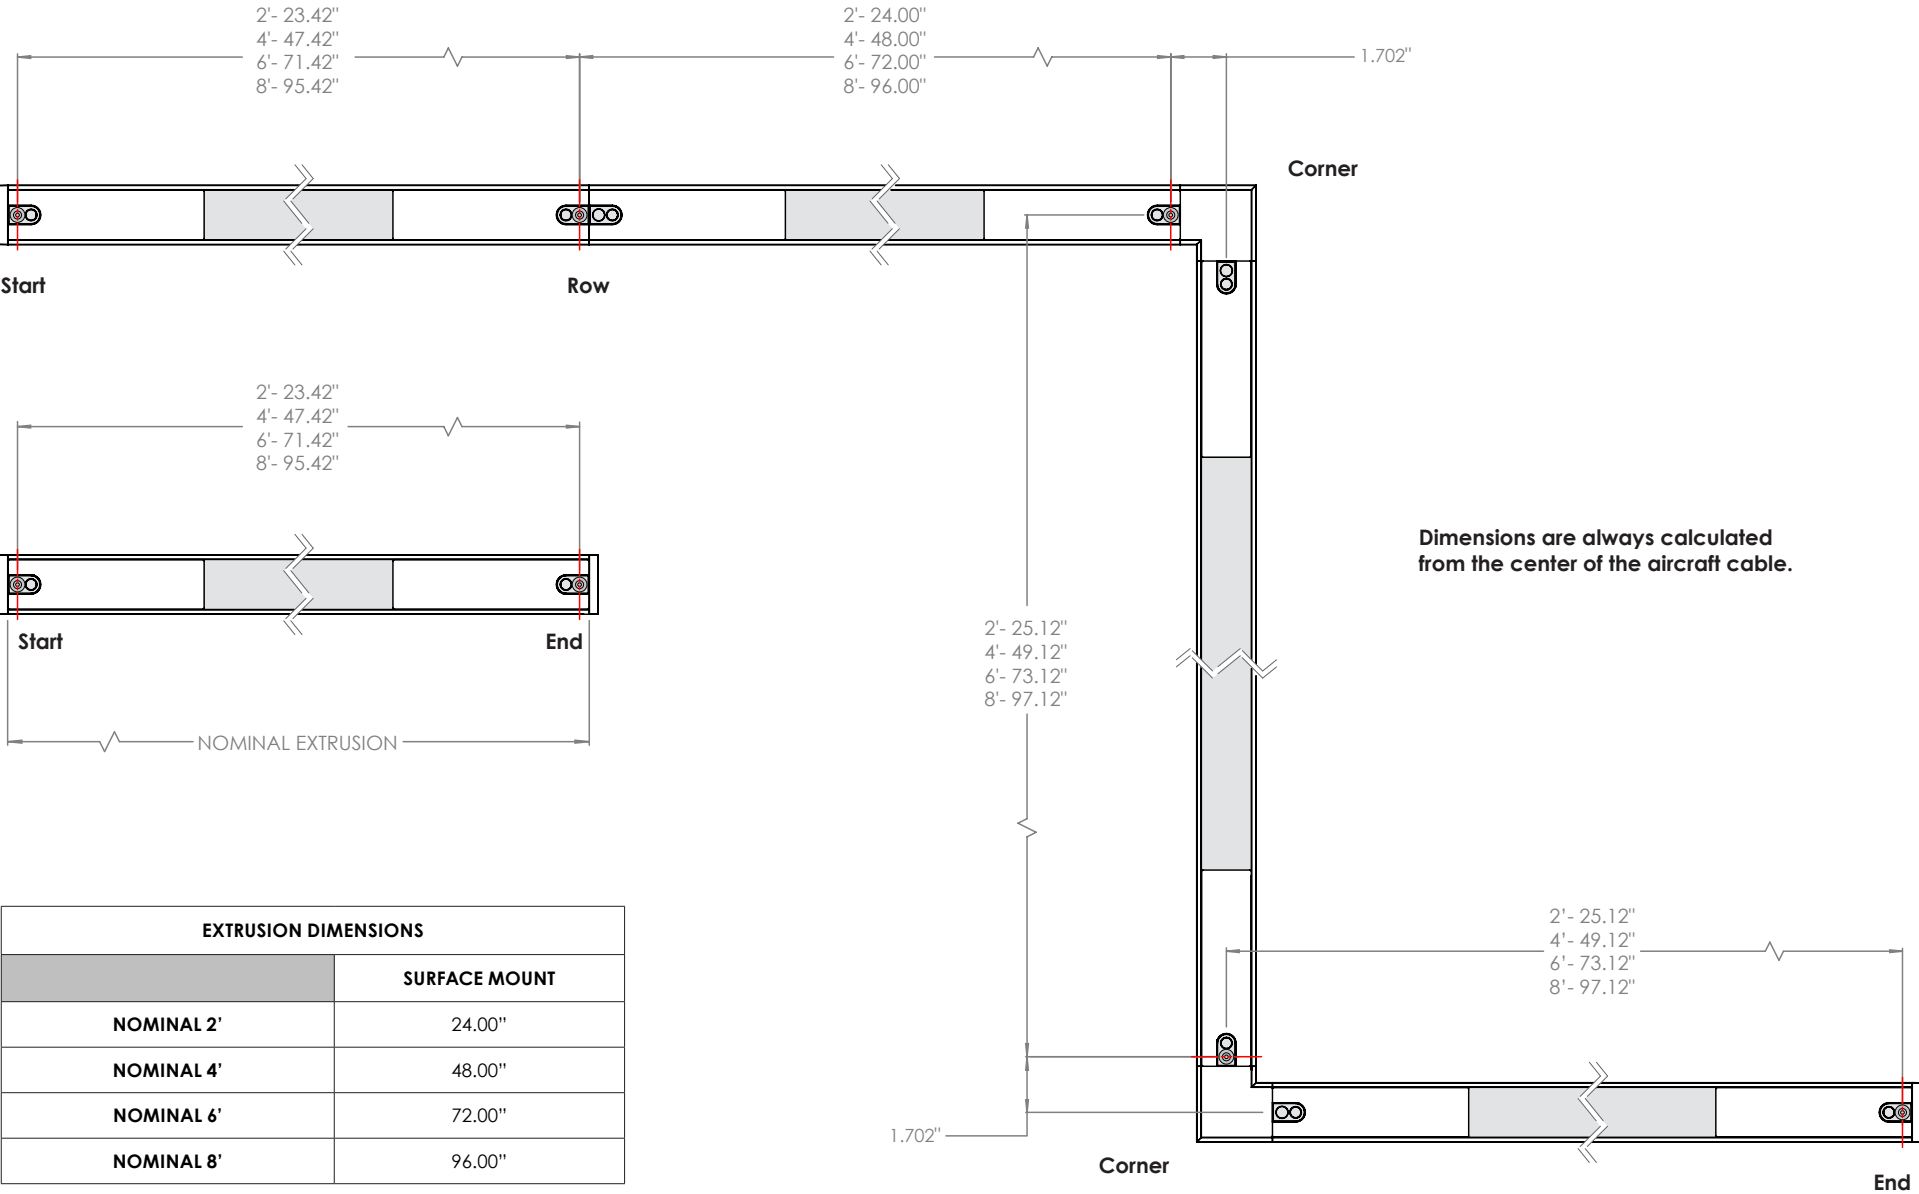 2'- 23.42"
4'- 47.42"
6'- 71.42"
8'- 95.42"
2'- 24.00"
4'- 48.00"
6'- 72.00"
8'- 96.00"
1.702"
Corner
Start
Row
2'- 23.42"
4'- 47.42"
6'- 71.42"
8'- 95.42"
Start
End
NOMINAL EXTRUSION
Dimensions are always calculated
from the center of the aircraft cable.
2'- 25.12"
4'- 49.12"
6'- 73.12"
8'- 97.12"
EXTRUSION DIMENSIONS
SURFACE MOUNT
NOMINAL 2’ 24.00”
NOMINAL 4’ 48.00”
NOMINAL 6’ 72.00”
NOMINAL 8’ 96.00”
2’- 25.12"
4’- 49.12"
6’- 73.12"
8’- 97.12"
1.702"
Corner
End